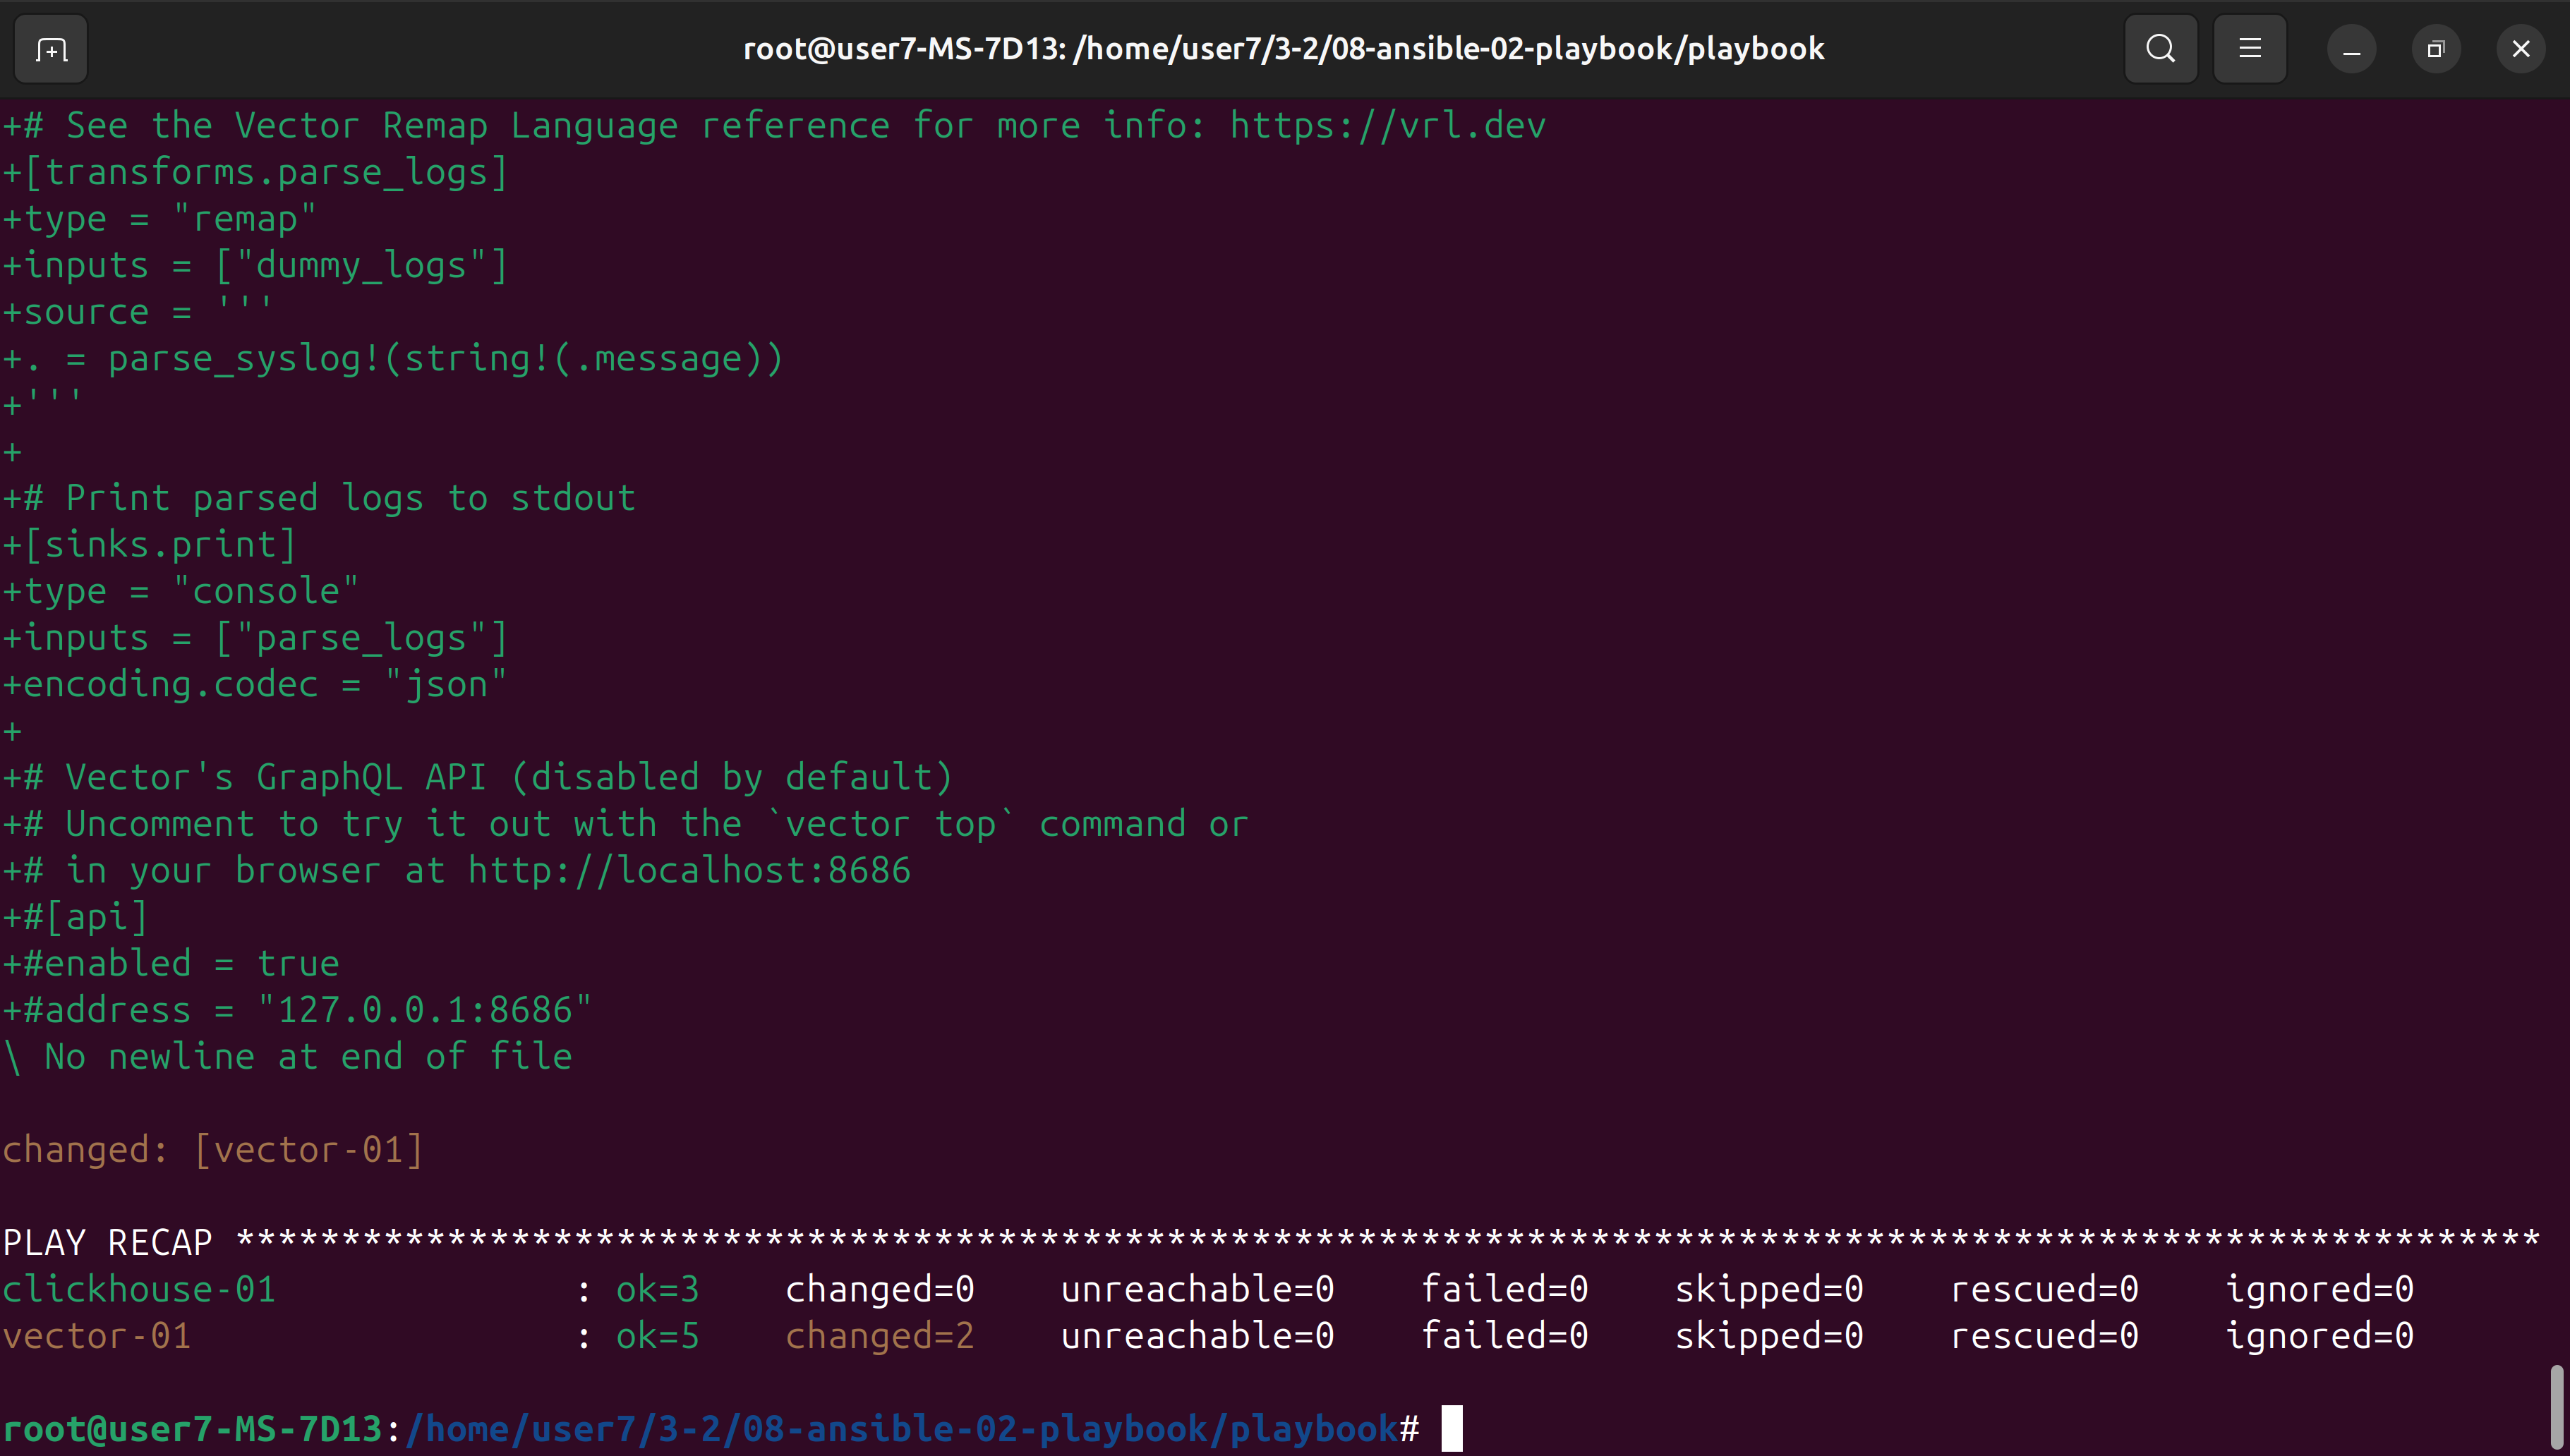 root@user7-MS-7D13: /home/user7/3-2/08-ansible-02-playbook/playbook
+# See the Vector Remap Language reference for more info: https://vrl.dev
+[transforms.parse_logs]
+type = "remap"
+inputs = ["dummy_logs"]
+source = '''
+. = parse_syslog!(string!(.message))
+'''
+
+# Print parsed logs to stdout
+[sinks.print]
+type = "console"
+inputs = ["parse_logs"]
+encoding.codec = "json"
+
+# Vector's GraphQL API (disabled by default)
+# Uncomment to try it out with the `vector top` command or
+# in your browser at http://localhost:8686
+#[api]
+#enabled = true
+#address = "127.0.0.1:8686"
\ No newline at end of file
changed: [vector-01]
PLAY RECAP *************************************************************************************************************
clickhouse-01 : ok=3 changed=0 unreachable=0 failed=0 skipped=0 rescued=0 ignored=0
vector-01 : ok=5 changed=2 unreachable=0 failed=0 skipped=0 rescued=0 ignored=0
root@user7-MS-7D13:/home/user7/3-2/08-ansible-02-playbook/playbook#